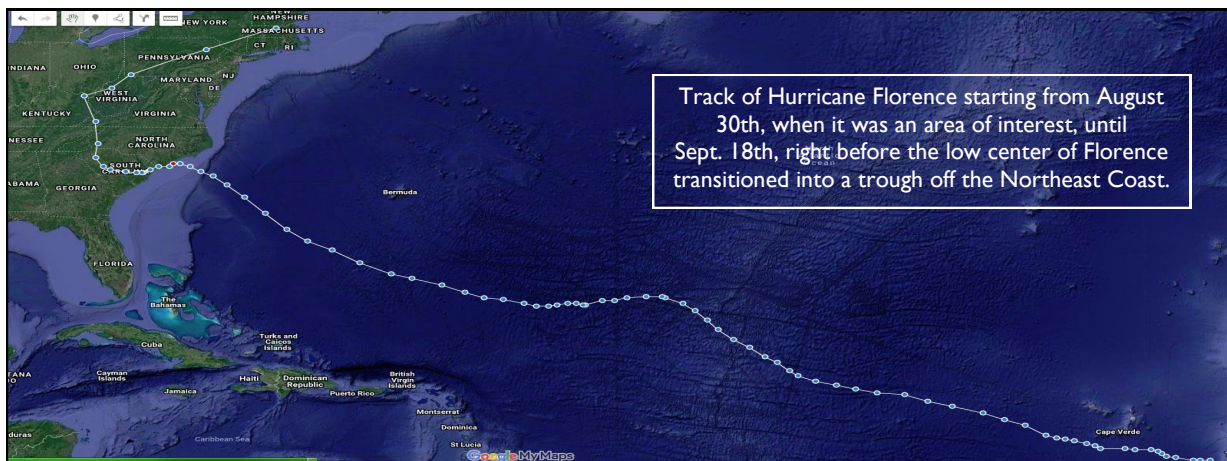 NEW
HAMPSHIRE
NEW YORK
MASSACHUSETTS
CT
RI
PENNSYLVANIA
OHIO
INDIANA
NJ
MARYLAND
DE
WEST
VIRGINIA
KENTUCKY
VIRGINIA
NESSEE
NORTH
CAROLINA
SOUTH
ABAMA
GEORGIA
FLORIDA
Bermuda
Track of Hurricane Florence starting from August
30th, when it was an area of interest, until
Sept. 18th, right before the low center of Florence
transitioned into a trough off the Northeast Coast.
The
Bahamas
Cuba
Turks and
Caicos
Islands
Cayman
Islands
Jamaica
Haiti
Dominican
Republic
Puerto Rico
British
Virgin
Islands
Montserrat
Dominica
St Lucia
Caribbean Sea
duras
Cape Verde
Google My Maps